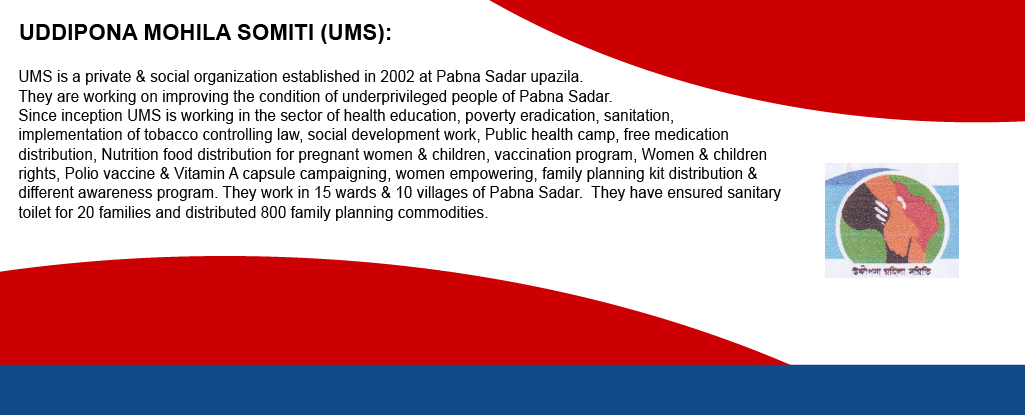 UDDIPONA MOHILA SOMITI (UMS):
UMS is a private & social organization established in 2002 at Pabna Sadar upazila.
They are working on improving the condition of underprivileged people of Pabna Sadar.
Since inception UMS is working in the sector of health education, poverty eradication, sanitation,
implementation of tobacco controlling law, social development work, Public health camp, free medication
distribution, Nutrition food distribution for pregnant women & children, vaccination program, Women & children
rights, Polio vaccine & Vitamin A capsule campaigning, women empowering, family planning kit distribution &
different awareness program. They work in 15 wards & 10 villages of Pabna Sadar.  They have ensured sanitary
toilet for 20 families and distributed 800 family planning commodities.
উদ্দীপনা মহিলা সমিতি